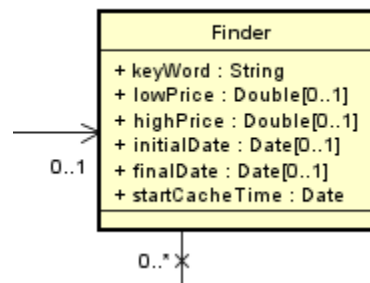 Finder
+ keyWord : String
+ lowPrice : Double[0..1]
+ highPrice : Double[0..1]
+ initialDate : Date[0..1]
+ finalDate : Date[0..1]
+ startCacheTime : Date
0..1
0..*